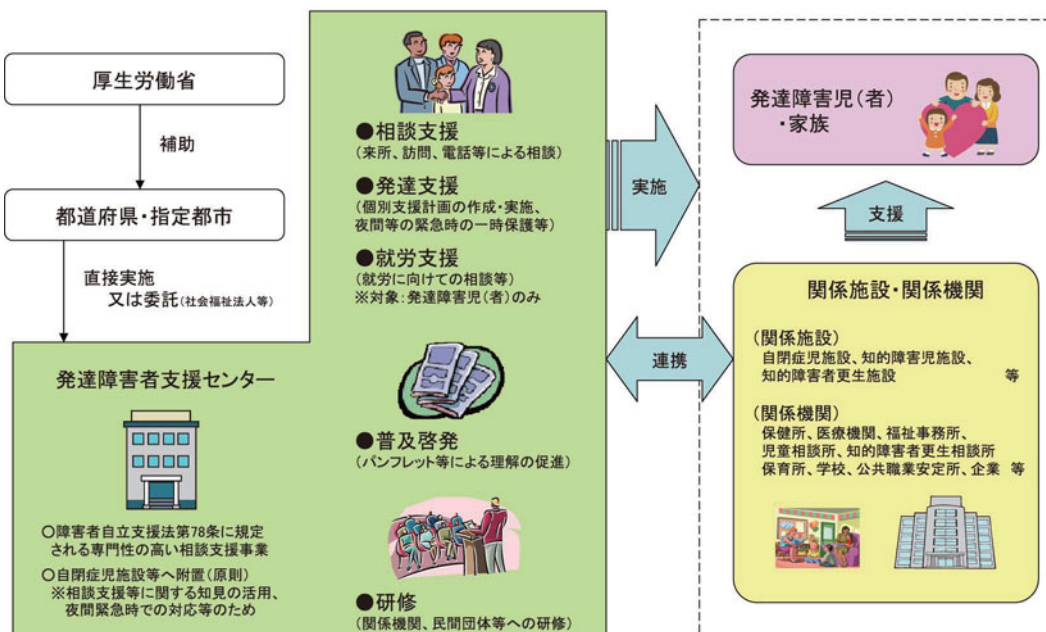 厚生労働省
補助
都道府県・指定都市
直接実施
又は委託(社会福祉法人等)
発達障害者支援センター
○障害者自立支援法第78条に規定
される専門性の高い相談支援事業
○自閉症児施設等へ附置(原則)
※相談支援等に関する知見の活用、
夜間緊急時での対応等のため
●相談支援
(来所、訪問、電話等による相談)
●発達支援
(個別支援計画の作成・実施、
夜間等の緊急時の一時保護等)
●就労支援
(就労に向けての相談等)
※対象:発達障害児(者)のみ
●普及啓発
(パンフレット等による理解の促進)
●研修
(関係機関、民間団体等への研修)
実施
連携
発達障害児(者)
・家族
支援
関係施設・関係機関
(関係施設)
自閉症児施設、知的障害児施設、
知的障害者更生施設 等
(関係機関)
保健所、医療機関、福祉事務所、
児童相談所、知的障害者更生相談所
保育所、学校、公共職業安定所、企業 等